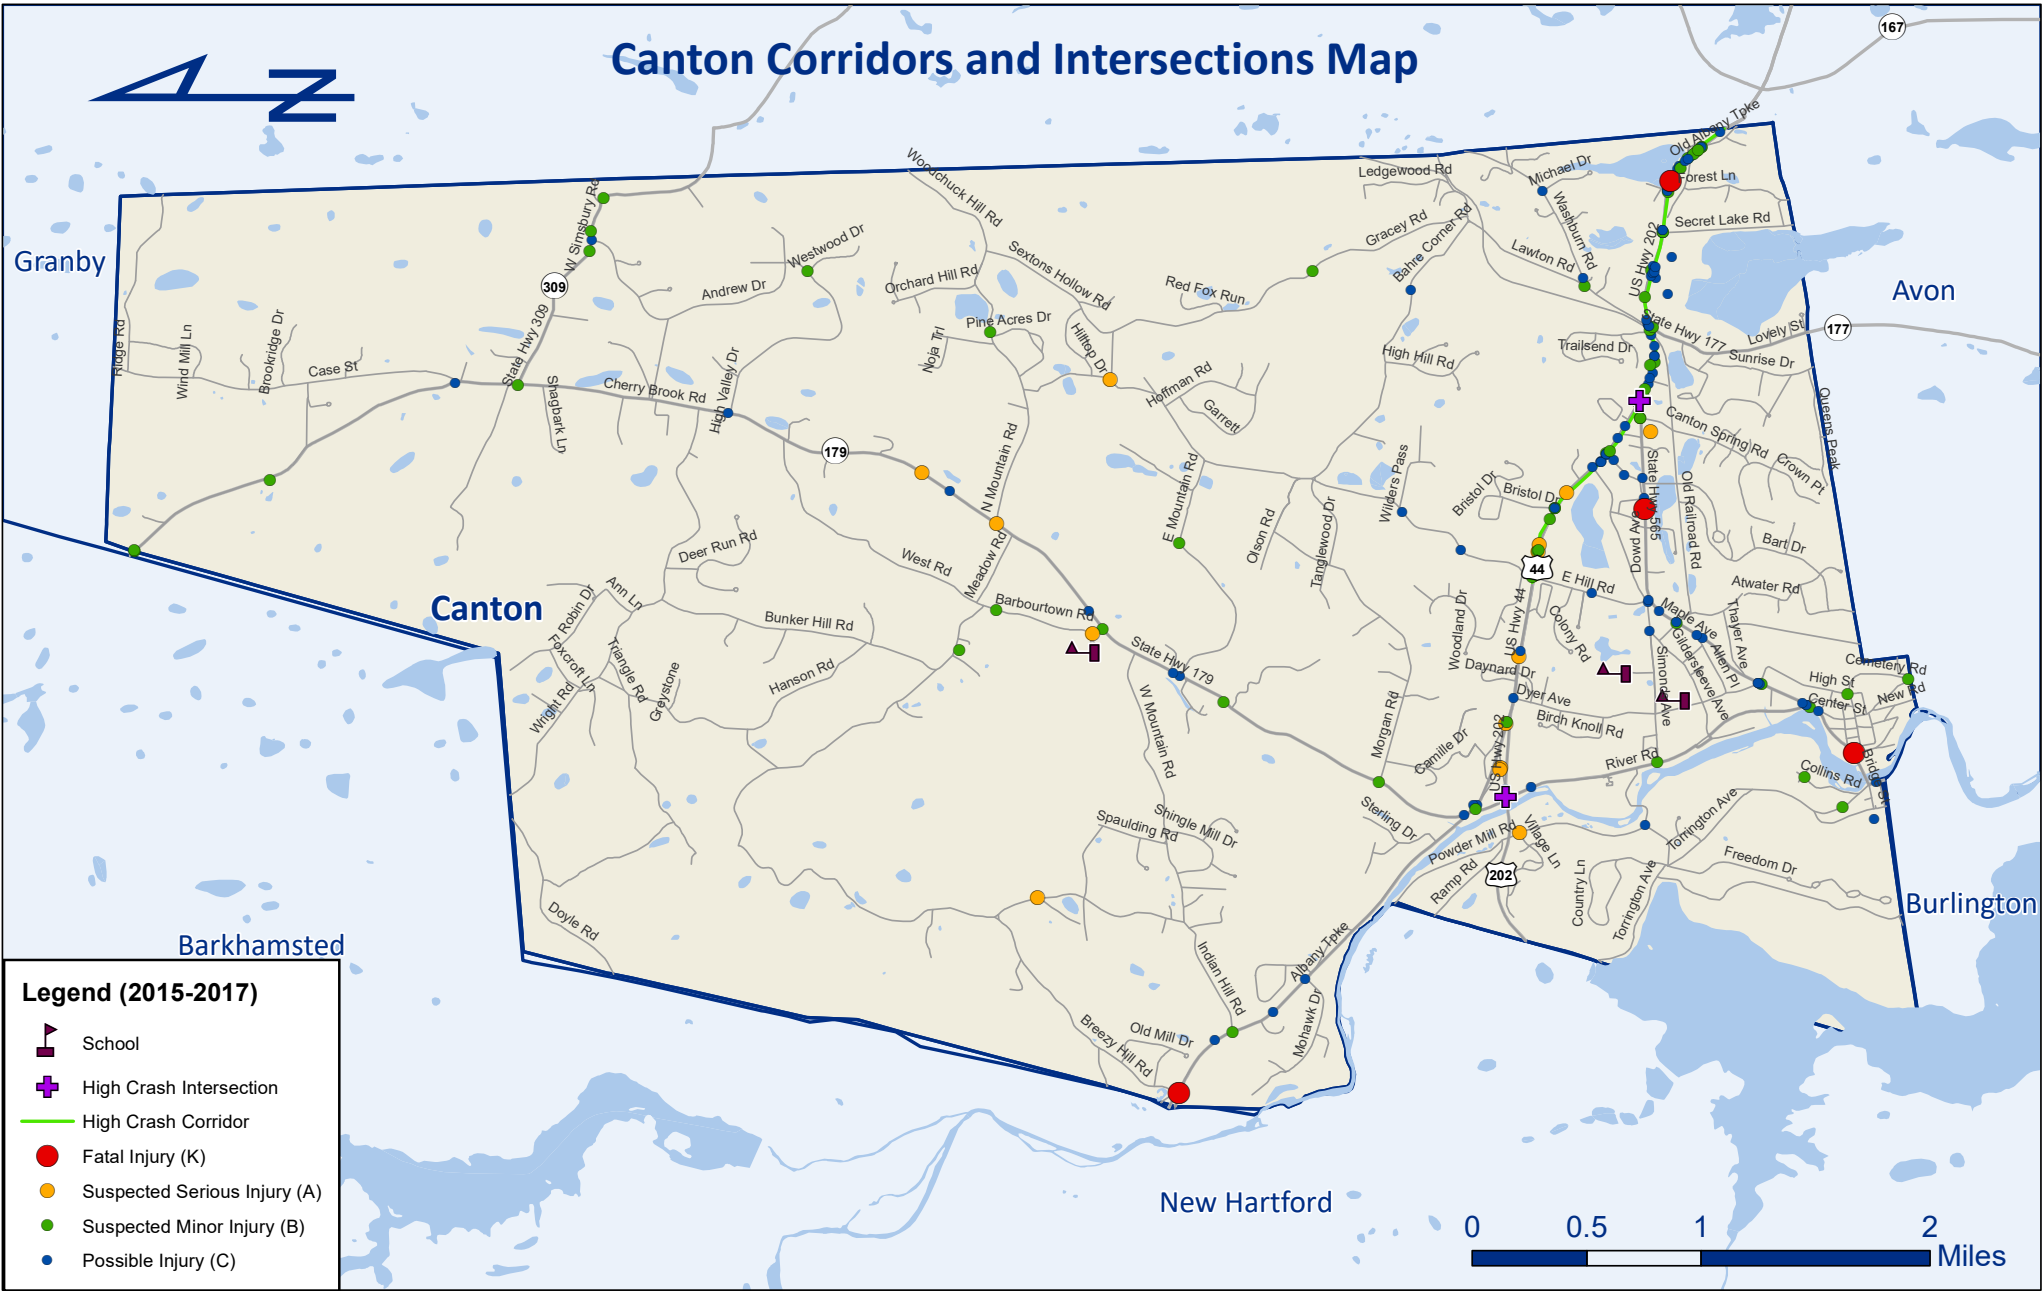 Canton Corridors and Intersections Map
N
167
Old Albany Tpke
Michael Dr
Forest Ln
Ledgewood Rd
Woodchuck Hill Rd
Washburn Rd
Secret Lake Rd
Gracey Rd
Bahre Corner Rd
W Simsbury Rd
Granby
Westwood Dr
Sextons Hollow Rd
Lawton Rd
US Hwy 202
309
Andrew Dr
Orchard Hill Rd
Red Fox Run
Avon
Pine Acres Dr
State Hwy 177
Lovely St
177
Ridge Rd
Wind Mill Ln
Brookridge Dr
State Hwy 309
Noja Trl
Hilltop Dr
High Hill Rd
Trailsend Dr
Sunrise Dr
Case St
Shagbark Ln
Cherry Brook Rd
High Valley Dr
Hoffman Rd
Garrett
Queens Peak
Canton Spring Rd
Crown Pt
179
N Mountain Rd
E Mountain Rd
Wilders Pass
Bristol Dr
Bristol Dr
State Hwy 565
Old Railroad Rd
Olson Rd
Tanglewood Dr
Dowd Ave
Bart Dr
Deer Run Rd
West Rd
Meadow Rd
44
E Hill Rd
Atwater Rd
Canton
Robin Dr
Ann Ln
Barbourtown Rd
Woodland Dr
US Hwy 44
Colony Rd
Maple Ave
Thayer Ave
Bunker Hill Rd
Foxcroft Ln
Triangle Rd
State Hwy 179
Gildersleeve Ave
Allen Pl
Simonds Ave
Cemetery Rd
Daynard Dr
High St
Hanson Rd
Greystone
Dyer Ave
Center St
New Rd
Wright Rd
W Mountain Rd
Morgan Rd
Birch Knoll Rd
Camille Dr
US Hwy 202
River Rd
Bridge St
Collins Rd
Sterling Dr
Shingle Mill Dr
Spaulding Rd
Powder Mill Rd
Village Ln
Torrington Ave
Ramp Rd
202
Freedom Dr
Country Ln
Torrington Ave
Burlington
Doyle Rd
Barkhamsted
Indian Hill Rd
Albany Tpke
Breezy Hill Rd
Old Mill Dr
Mohawk Dr
Legend (2015-2017)
School
High Crash Intersection
High Crash Corridor
Fatal Injury (K)
Suspected Serious Injury (A)
Suspected Minor Injury (B)
Possible Injury (C)
New Hartford
0 0.5 1 2
Miles